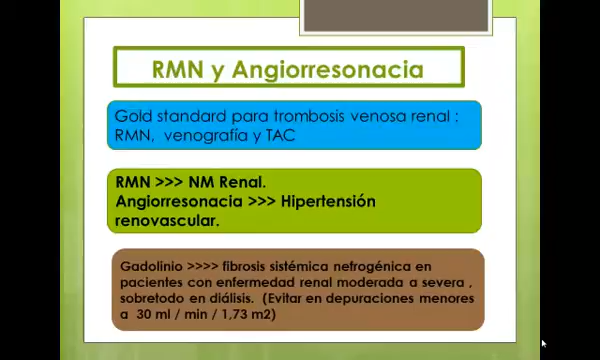 RMN y Angiorresonacia
Gold standard para trombosis venosa renal :
RMN, venografía y TAC
RMN >>> NM Renal.
Angiorresonacia >>> Hipertensión
renovascular.
Gadolinio >>>> fibrosis sistémica nefrogénica en
pacientes con enfermedad renal moderada a severa ,
sobretodo en diálisis. (Evitar en depuraciones menores
a 30 ml / min / 1,73 m2)